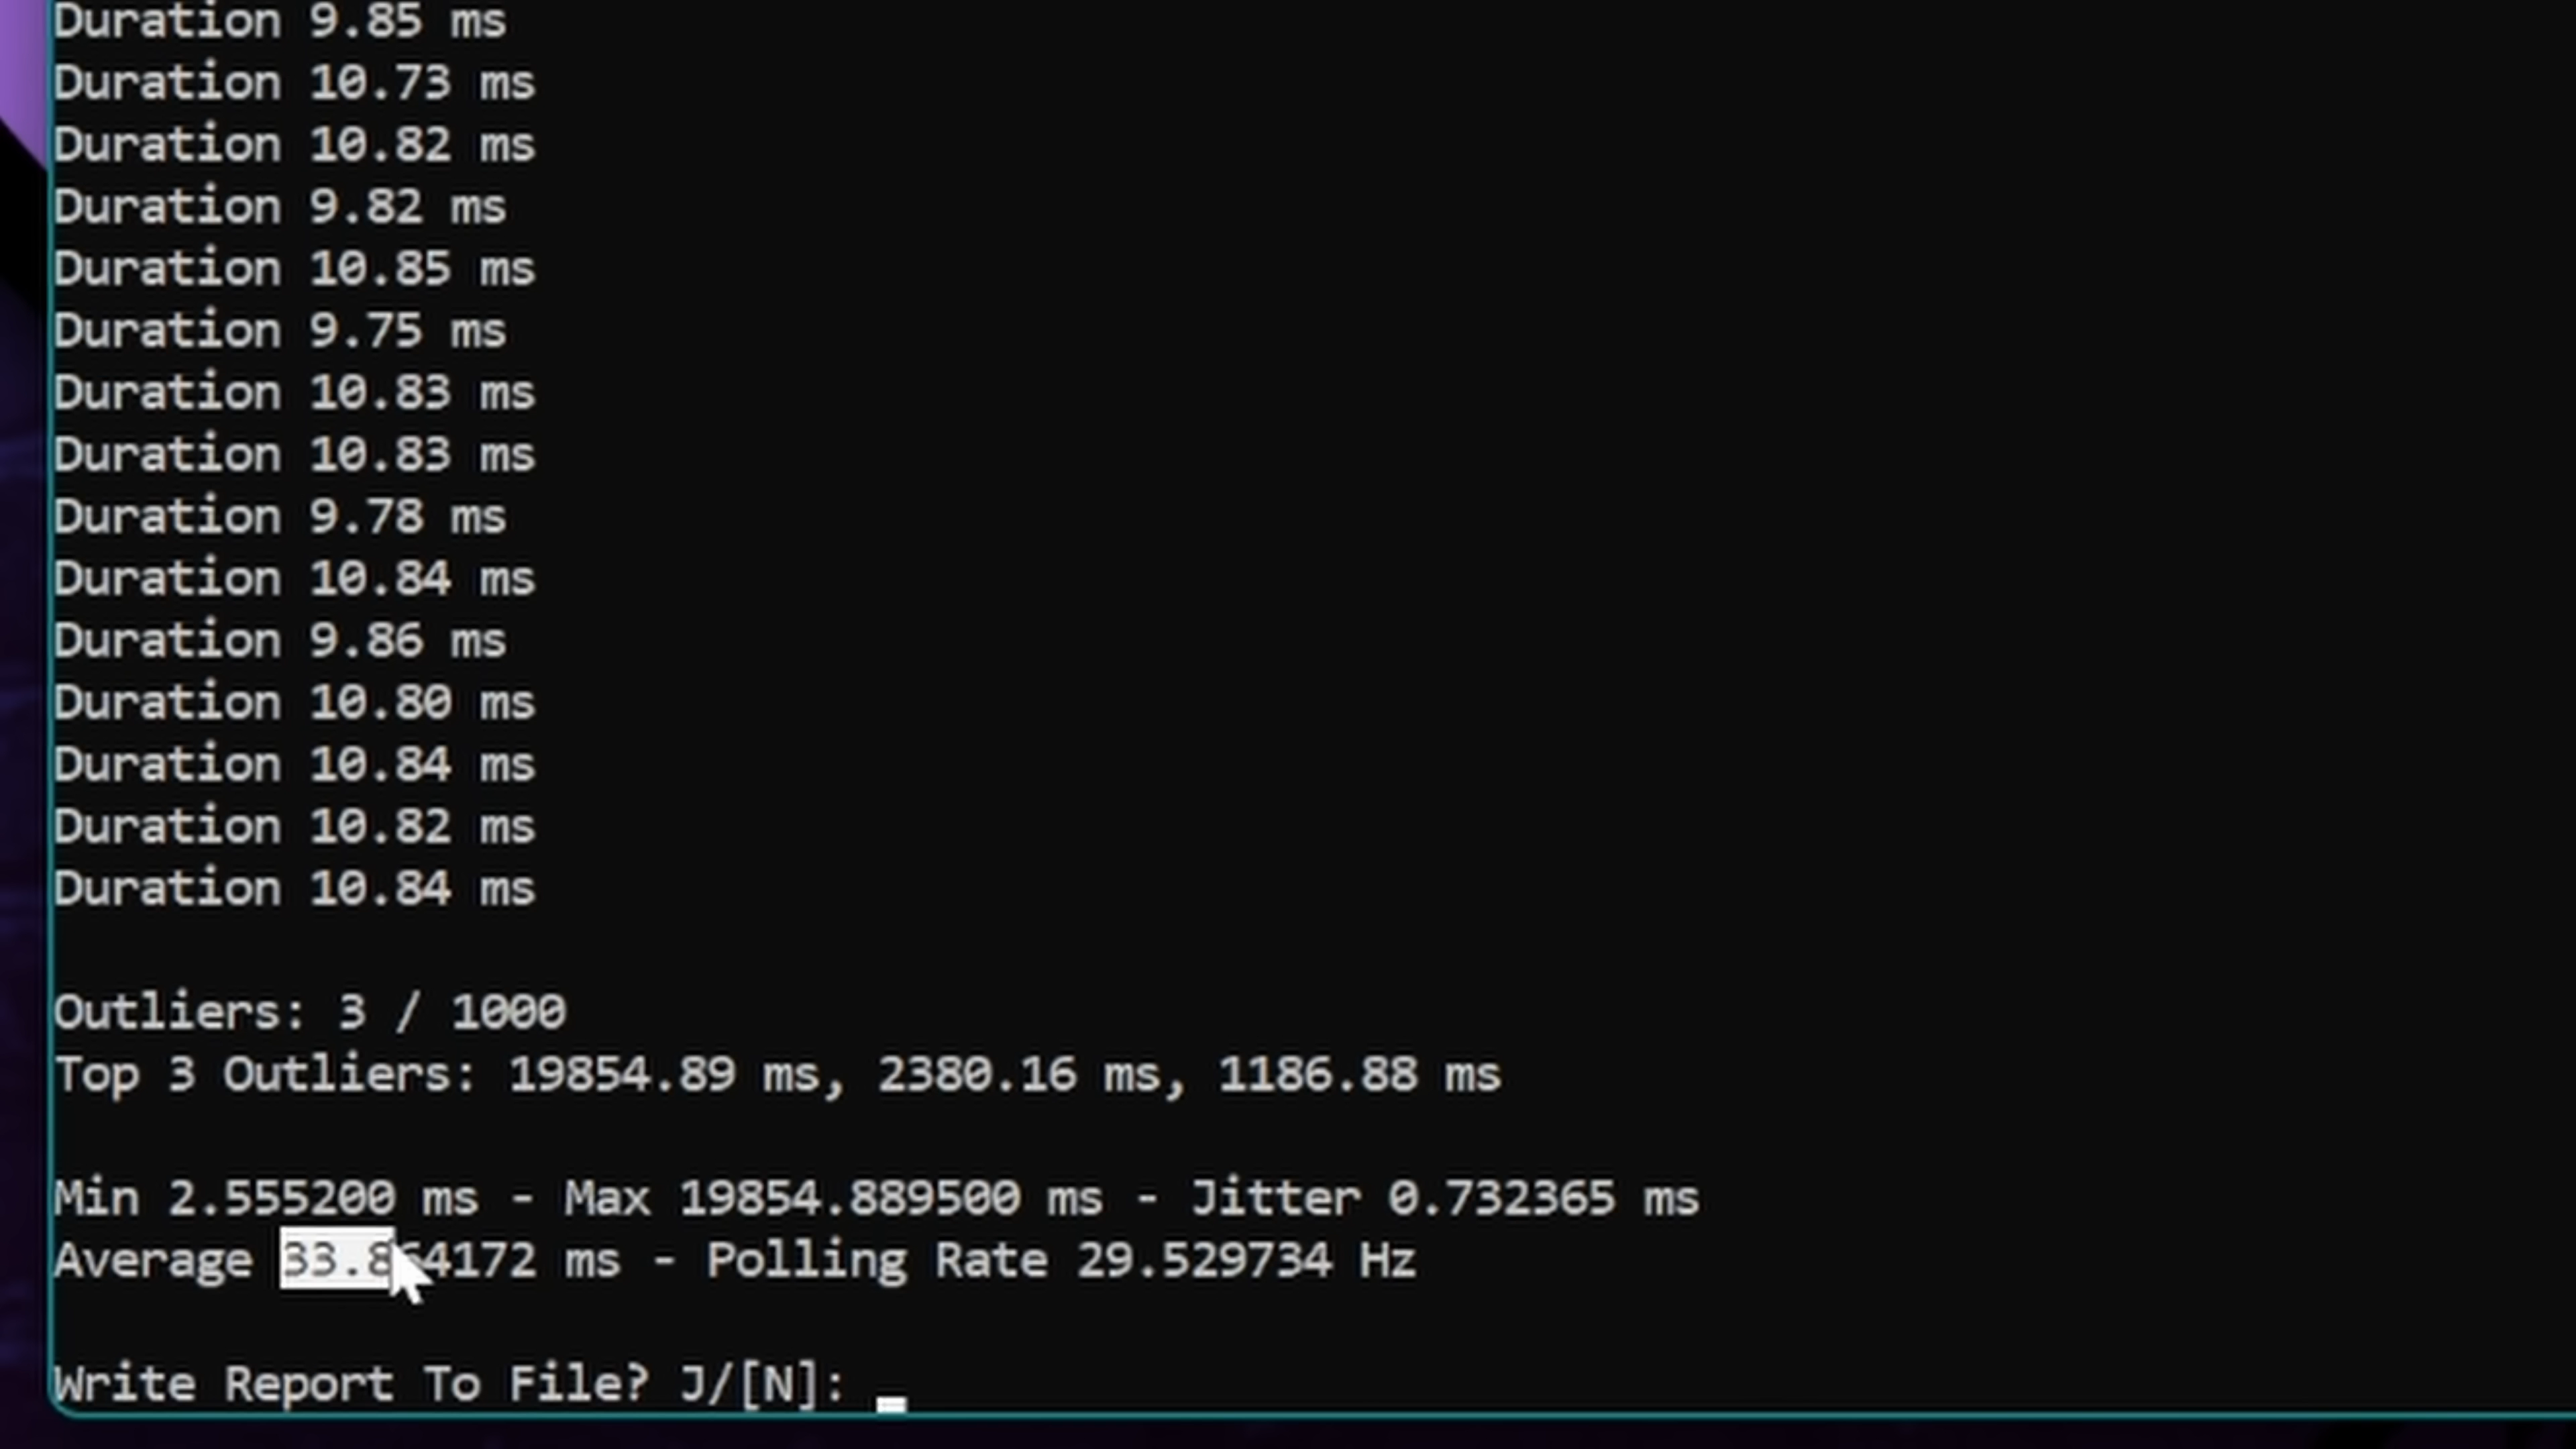 Duration 9.85 ms
Duration 10.73 ms
Duration 10.82 ms
Duration 9.82 ms
Duration 10.85 ms
Duration 9.75 ms
Duration 10.83 ms
Duration 10.83 ms
Duration 9.78 ms
Duration 10.84 ms
Duration 9.86 ms
Duration 10.80 ms
Duration 10.84 ms
Duration 10.82 ms
Duration 10.84 ms
Outliers: 3 / 1000
Top 3 Outliers: 19854.89 ms, 2380.16 ms, 1186.88 ms
Min 2.555200 ms - Max 19854.889500 ms - Jitter 0.732365 ms
Average 33.864172 ms - Polling Rate 29.529734 Hz
Write Report To File? J/[N]: